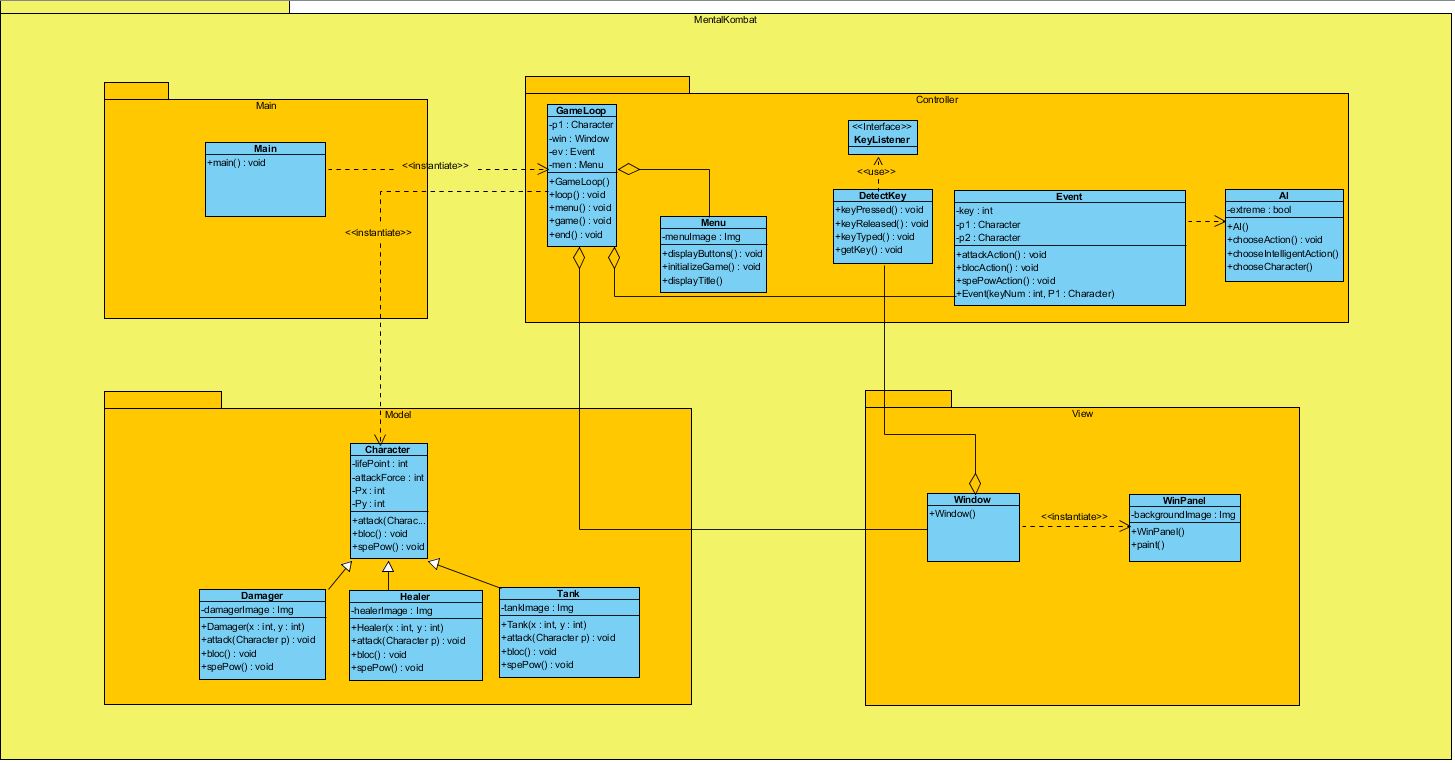 MentalKombat
Main
Main
+main() : void
<<instantiate>>
<<instantiate>>
Controller
GameLoop
-p1 : Character
-win : Window
-ev : Event
-men : Menu
+GameLoop()
+loop() : void
+menu() : void
+game() : void
+end() : void
Menu
-menuImage : Img
+displayButtons() : void
+initializeGame() : void
+displayTitle()
<<Interface>>
KeyListener
<<use>>
DetectKey
+keyPressed() : void
+keyReleased() : void
+keyTyped() : void
+getKey() : void
Event
-key : int
-p1 : Character
-p2 : Character
+attackAction() : void
+blocAction() : void
+spePowAction() : void
+Event(keyNum : int, P1 : Character)
AI
-extreme : bool
+AI()
+chooseAction() : void
+chooseIntelligentAction()
+chooseCharacter()
Model
Character
-lifePoint : int
-attackForce : int
-Px : int
-Py : int
+attack(Charac...
+bloc() : void
+spePow() : void
Damager
-damagerImage : Img
+Damager(x : int, y : int)
+attack(Character p) : void
+bloc() : void
+spePow() : void
Healer
-healerImage : Img
+Healer(x : int, y : int)
+attack(Character p) : void
+bloc() : void
+spePow() : void
Tank
-tankImage : Img
+Tank(x : int, y : int)
+attack(Character p) : void
+bloc() : void
+spePow() : void
View
Window
+Window()
<<instantiate>>
WinPanel
-backgroundImage : Img
+WinPanel()
+paint()